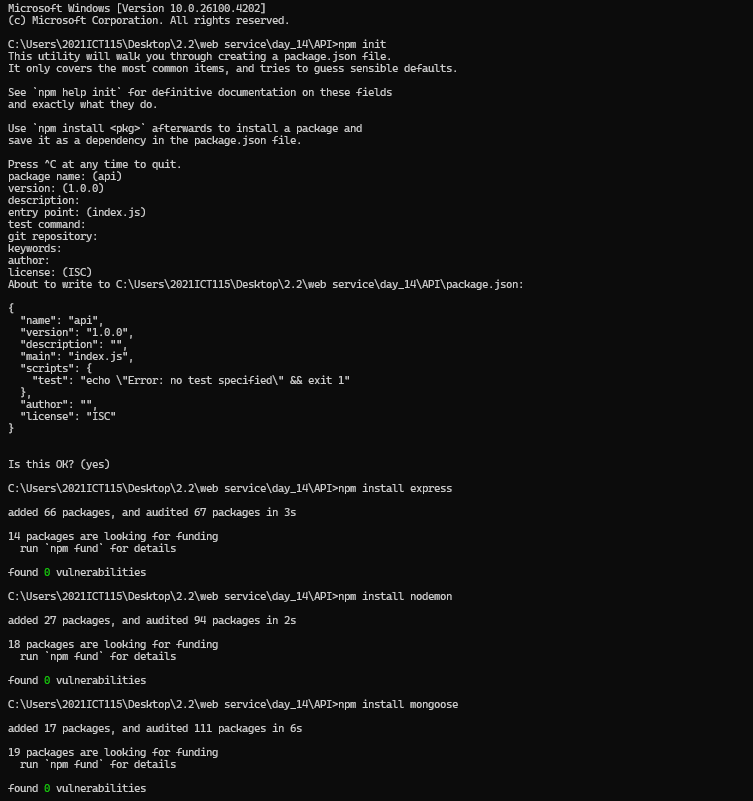 Microsoft Windows [Version 10.0.26100.4202]
(c) Microsoft Corporation. All rights reserved.
C:\Users\2021ICT115\Desktop\2.2\web service\day_14\API>npm init
This utility will walk you through creating a package.json file.
It only covers the most common items, and tries to guess sensible defaults.
See `npm help init` for definitive documentation on these fields
and exactly what they do.
Use `npm install <pkg>` afterwards to install a package and
save it as a dependency in the package.json file.
Press ^C at any time to quit.
package name: (api)
version: (1.0.0)
description:
entry point: (index.js)
test command:
git repository:
keywords:
author:
license: (ISC)
About to write to C:\Users\2021ICT115\Desktop\2.2\web service\day_14\API\package.json:
{
  "name": "api",
  "version": "1.0.0",
  "description": "",
  "main": "index.js",
  "scripts": {
    "test": "echo \"Error: no test specified\" && exit 1"
  },
  "author": "",
  "license": "ISC"
}
Is this OK? (yes)
C:\Users\2021ICT115\Desktop\2.2\web service\day_14\API>npm install express
added 66 packages, and audited 67 packages in 3s
14 packages are looking for funding
  run `npm fund` for details
found 0 vulnerabilities
C:\Users\2021ICT115\Desktop\2.2\web service\day_14\API>npm install nodemon
added 27 packages, and audited 94 packages in 2s
18 packages are looking for funding
  run `npm fund` for details
found 0 vulnerabilities
C:\Users\2021ICT115\Desktop\2.2\web service\day_14\API>npm install mongoose
added 17 packages, and audited 111 packages in 6s
19 packages are looking for funding
  run `npm fund` for details
found 0 vulnerabilities